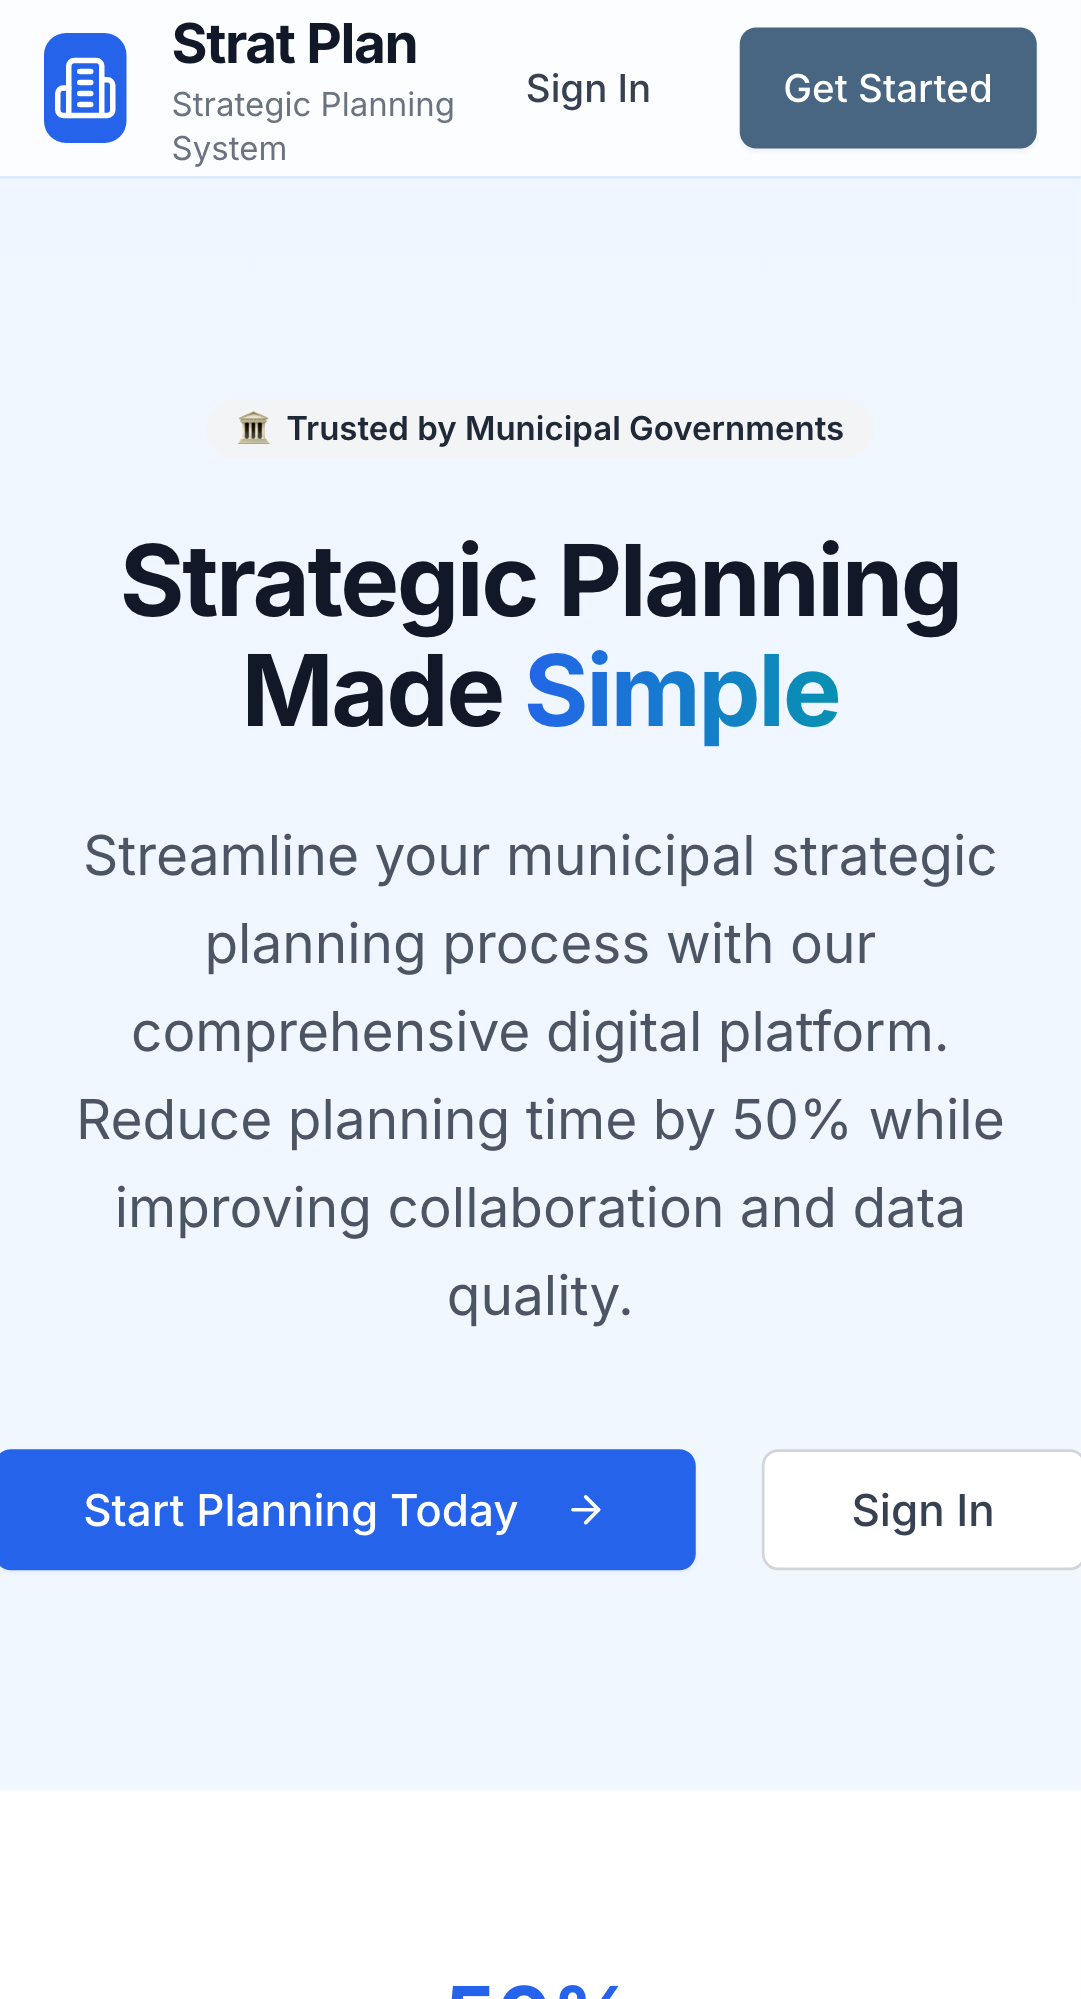 Strat Plan
Strategic Planning
System
Sign In
Get Started
🏛️ Trusted by Municipal Governments
Strategic Planning
Made Simple
Streamline your municipal strategic
planning process with our
comprehensive digital platform.
Reduce planning time by 50% while
improving collaboration and data
quality.
Start Planning Today →
Sign In
50%